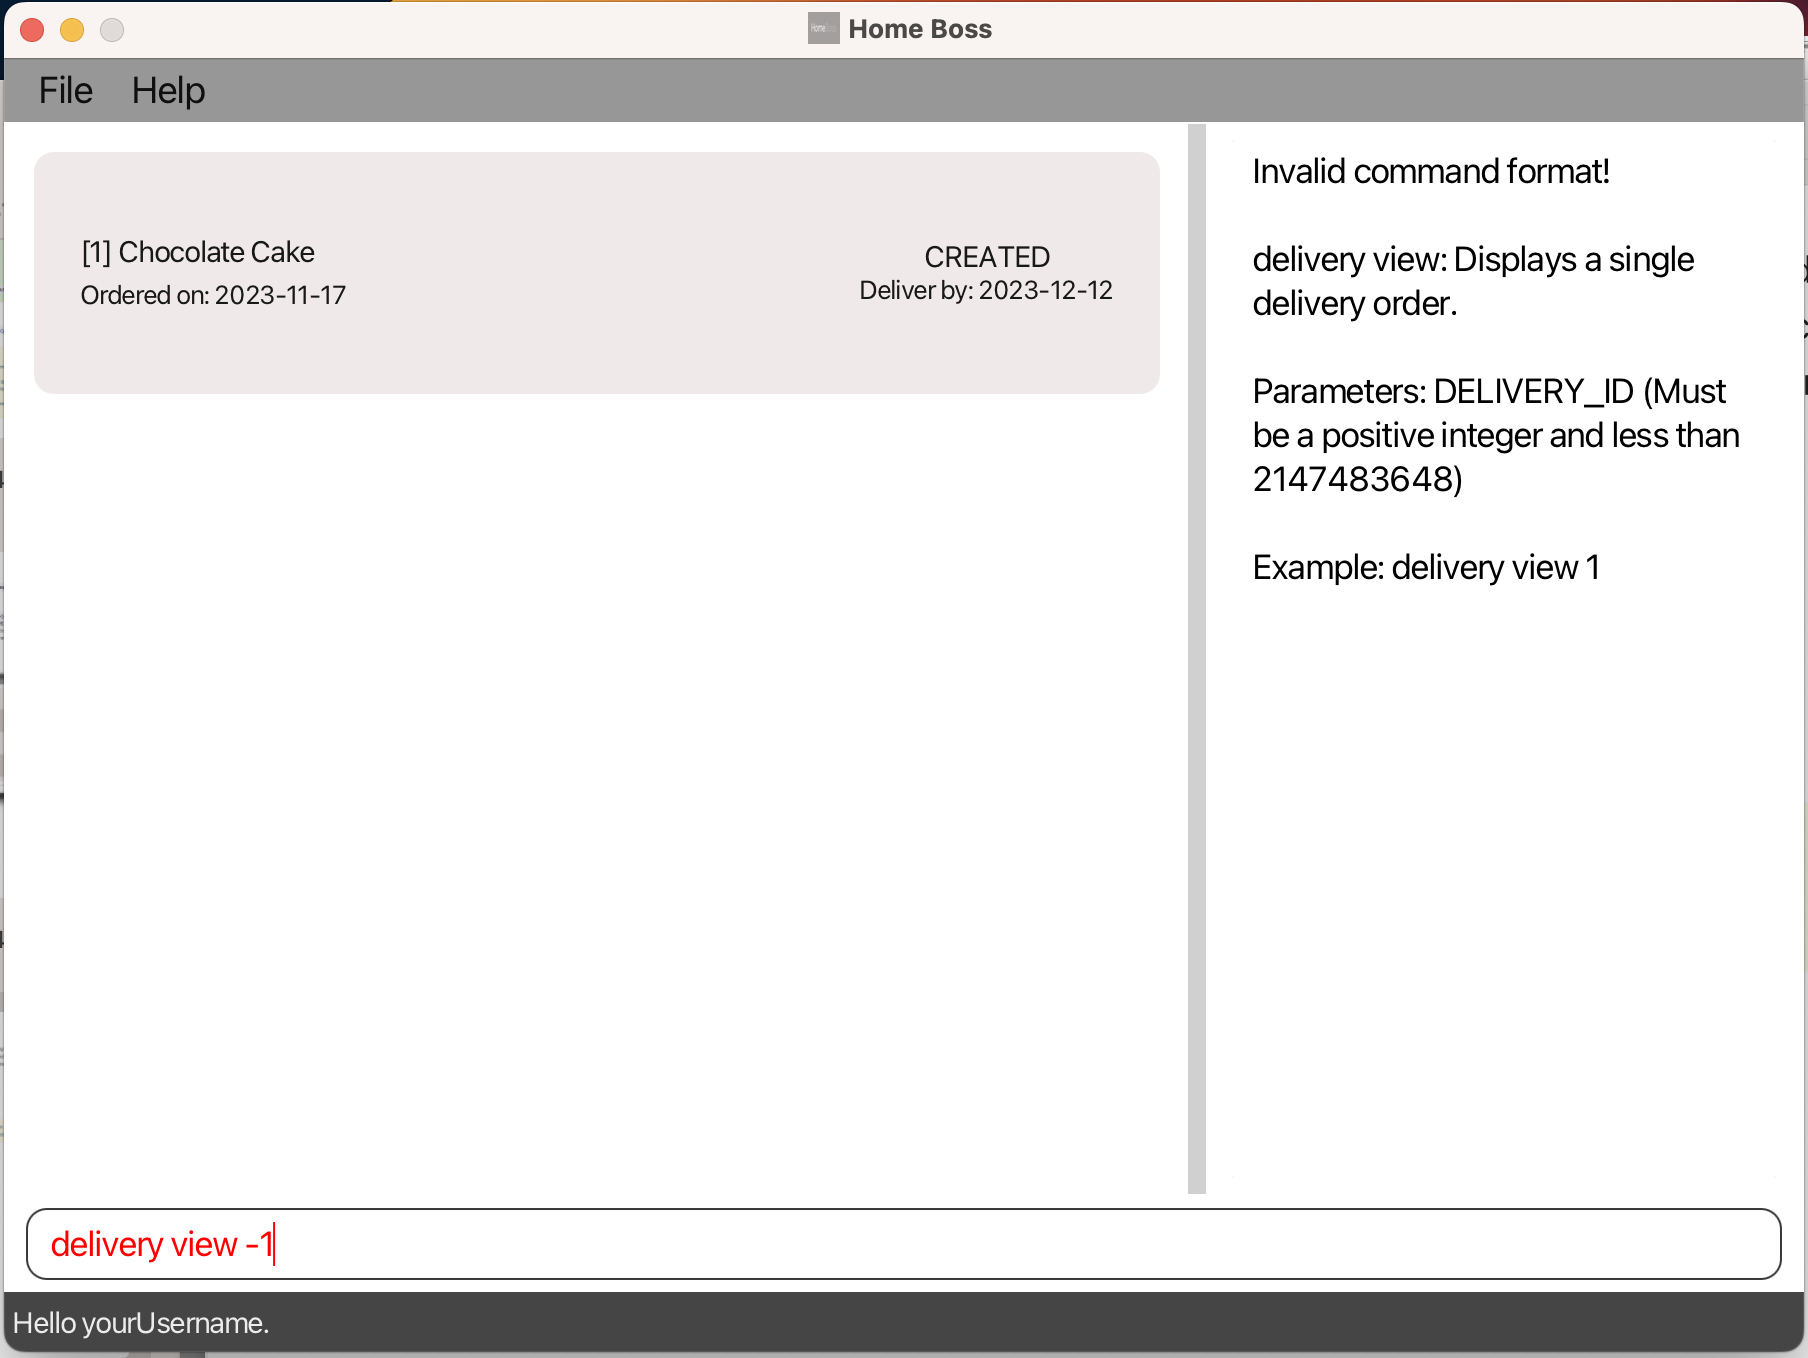 Home Boss
File Help
[1] Chocolate Cake
Ordered on: 2023-11-17
CREATED
Deliver by: 2023-12-12
Invalid command format!
delivery view: Displays a single
delivery order.
Parameters: DELIVERY_ID (Must
be a positive integer and less than
2147483648)
Example: delivery view 1
delivery view -1
Hello yourUsername.